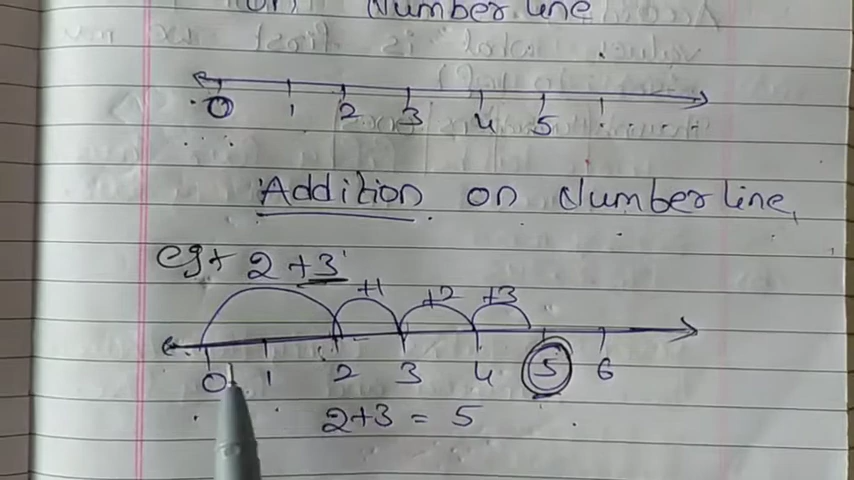 on Number line
0 1 2 3 4 5
Addition on Number line,
eg+ 2 +3
+1 +2 +3
0 1 2 3 4 5 6
2+3 = 5